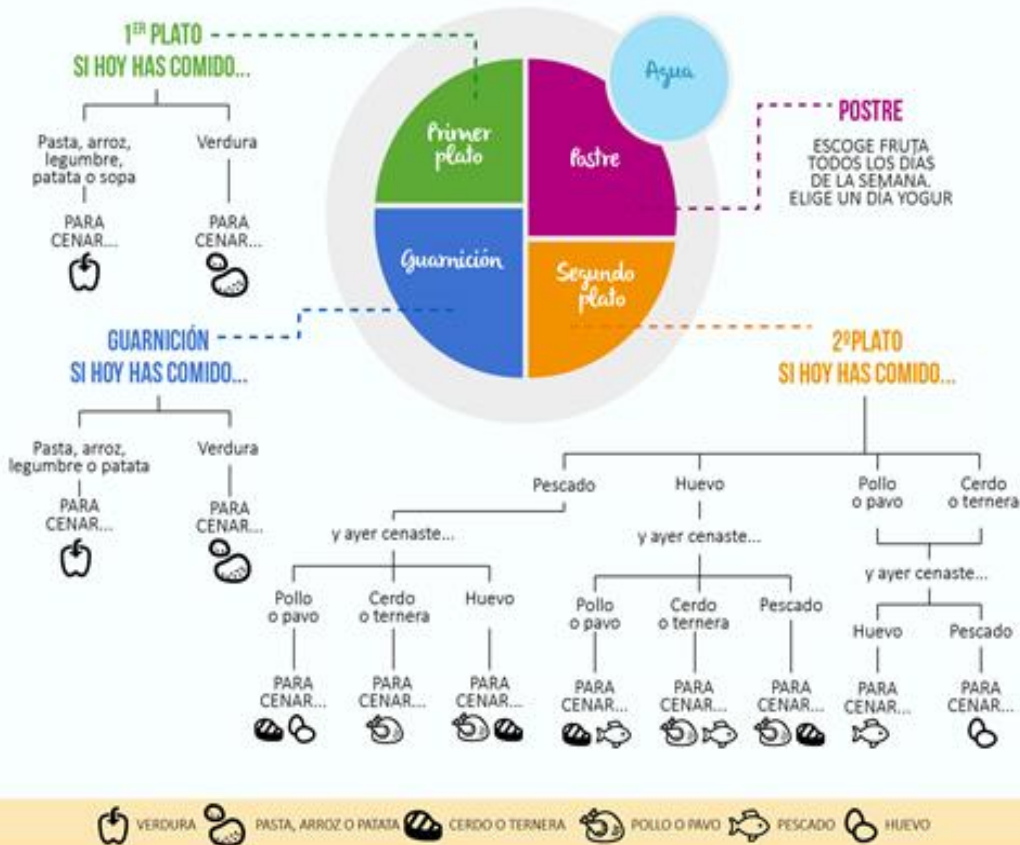 1ER PLATO
SI HOY HAS COMIDO...
Pasta, arroz,
legumbre,
patata o sopa
Verdura
PARA
CENAR...
PARA
CENAR...
Primer
plato
Postre
Agua
Guarnición
Segundo
plato
POSTRE
ESCOGE FRUTA
TODOS LOS DIAS
DE LA SEMANA.
ELIGE UN DÍA YOGUR
GUARNICIÓN
SI HOY HAS COMIDO...
Pasta, arroz,
legumbre o patata
Verdura
PARA
CENAR...
PARA
CENAR...
2ºPLATO
SI HOY HAS COMIDO...
Pescado
Huevo
Pollo
o pavo
Cerdo
o ternera
y ayer cenaste...
y ayer cenaste...
y ayer cenaste...
Pollo
o pavo
Cerdo
o ternera
Huevo
Pollo
o pavo
Cerdo
o ternera
Pescado
Huevo
Pescado
PARA
CENAR...
PARA
CENAR...
PARA
CENAR...
PARA
CENAR...
PARA
CENAR...
PARA
CENAR...
PARA
CENAR...
PARA
CENAR...
VERDURA
PASTA, ARROZ O PATATA
CERDO O TERNERA
POLLO O PAVO
PESCADO
HUEVO